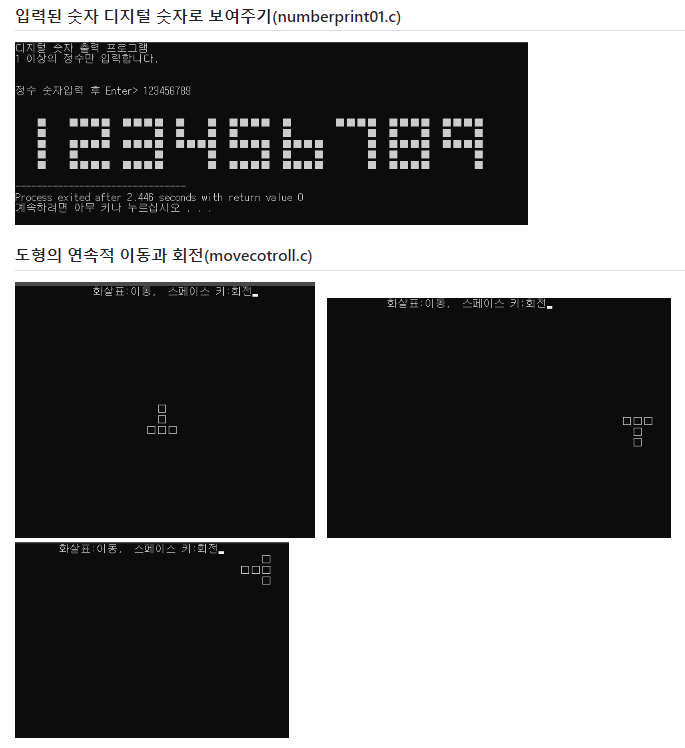 입력된 숫자 디지털 숫자로 보여주기(numberprint01.c)
디지털 숫자 출력 프로그램
1 이상의 정수만 입력합니다.
정수 숫자입력 후 Enter> 123456789
123456789
--------------------------------
Process exited after 2.446 seconds with return value 0
계속하려면 아무 키나 누르십시오 . . .
도형의 연속적 이동과 회전(movecotroll.c)
화살표:이동, 스페이스 키:회전
화살표:이동, 스페이스 키:회전
화살표:이동, 스페이스 키:회전